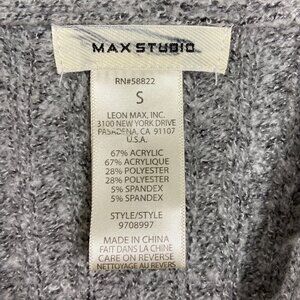 MAX STUDIO
RN#58822
S
LEON MAX, INC.
3100 NEW YORK DRIVE
PASADENA, CA 91107
U.S.A.
67% ACRYLIC
67% ACRYLIQUE
28% POLYESTER
28% POLYESTER
5% SPANDEX
5% SPANDEX
STYLE/STYLE
9708997
MADE IN CHINA
FAIT DANS LA CHINE
CARE ON REVERSE
NETTOYAGE AU REVERS